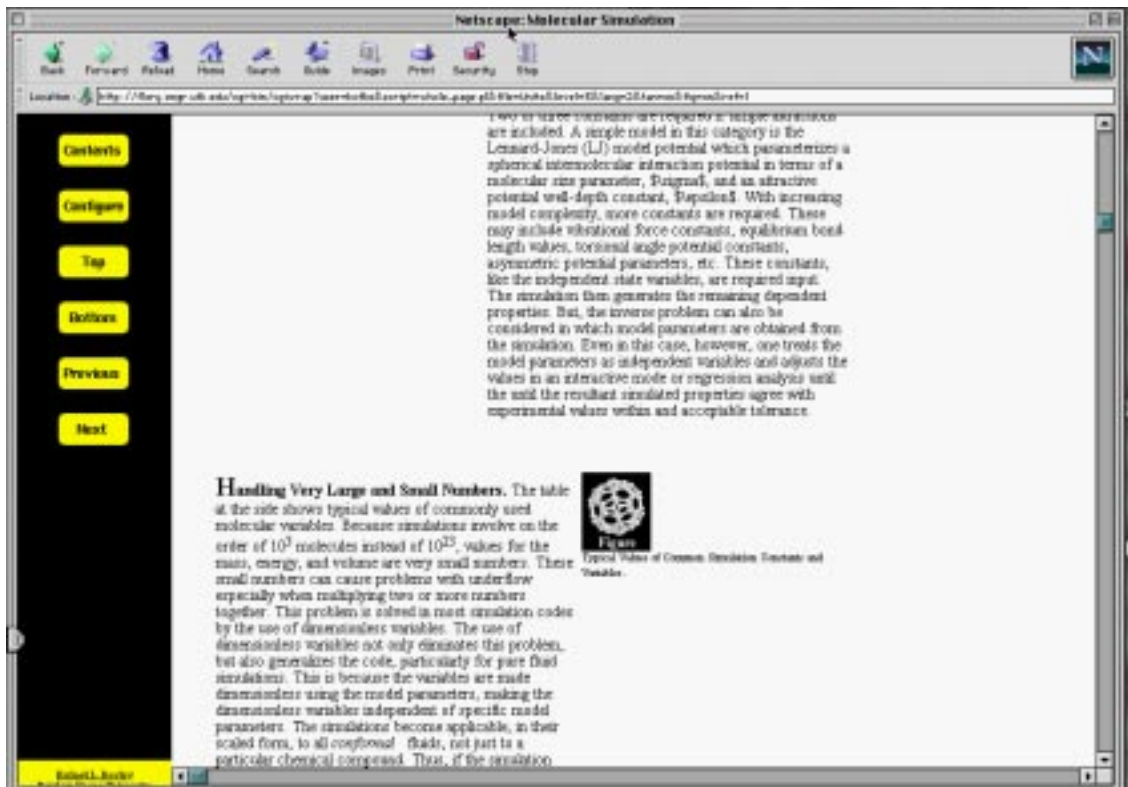 Netscape: Molecular Simulation
Back Forward Reload Home Search Guide Images Print Security Stop
Location:
Contents
Configure
Top
Bottom
Previous
Next
Two or three constants are required if simple
are included. A simple model in this category is the
Lennard-Jones (LJ) model potential which parameterizes a
spherical intermolecular interaction potential in terms of a
molecular size parameter, $\sigma$, and an attractive
potential well-depth constant, $\epsilon$. With increasing
model complexity, more constants are required. These
may include vibrational force constants, equilibrium bond
length values, torsional angle potential constants,
asymmetric potential parameters, etc. These constants,
like the independent state variables, are required input.
The simulation then generates the remaining dependent
properties. But, the inverse problem can also be
considered in which model parameters are obtained from
the simulation. Even in this case, however, one treats the
model parameters as independent variables and adjusts the
values in an interactive mode or regression analysis until
the until the resultant simulated properties agree with
experimental values within and acceptable tolerance.
Handling Very Large and Small Numbers. The table
at the side shows typical values of commonly used
molecular variables. Because simulations involve on the
order of 10³ molecules instead of 10²³, values for the
mass, energy, and volume are very small numbers. These
small numbers can cause problems with underflow
especially when multiplying two or more numbers
together. This problem is solved in most simulation codes
by the use of dimensionless variables. The use of
dimensionless variables not only eliminates this problem,
but also generalizes the code, particularly for pure fluid
simulations. This is because the variables are made
dimensionless using the model parameters, making the
dimensionless variables independent of specific model
parameters. The simulations become applicable, in their
scaled form, to all conformal fluids, not just to a
particular chemical compound. Thus, if the simulation
Figure
Typical Values of Common Simulation Constants and
Variables.